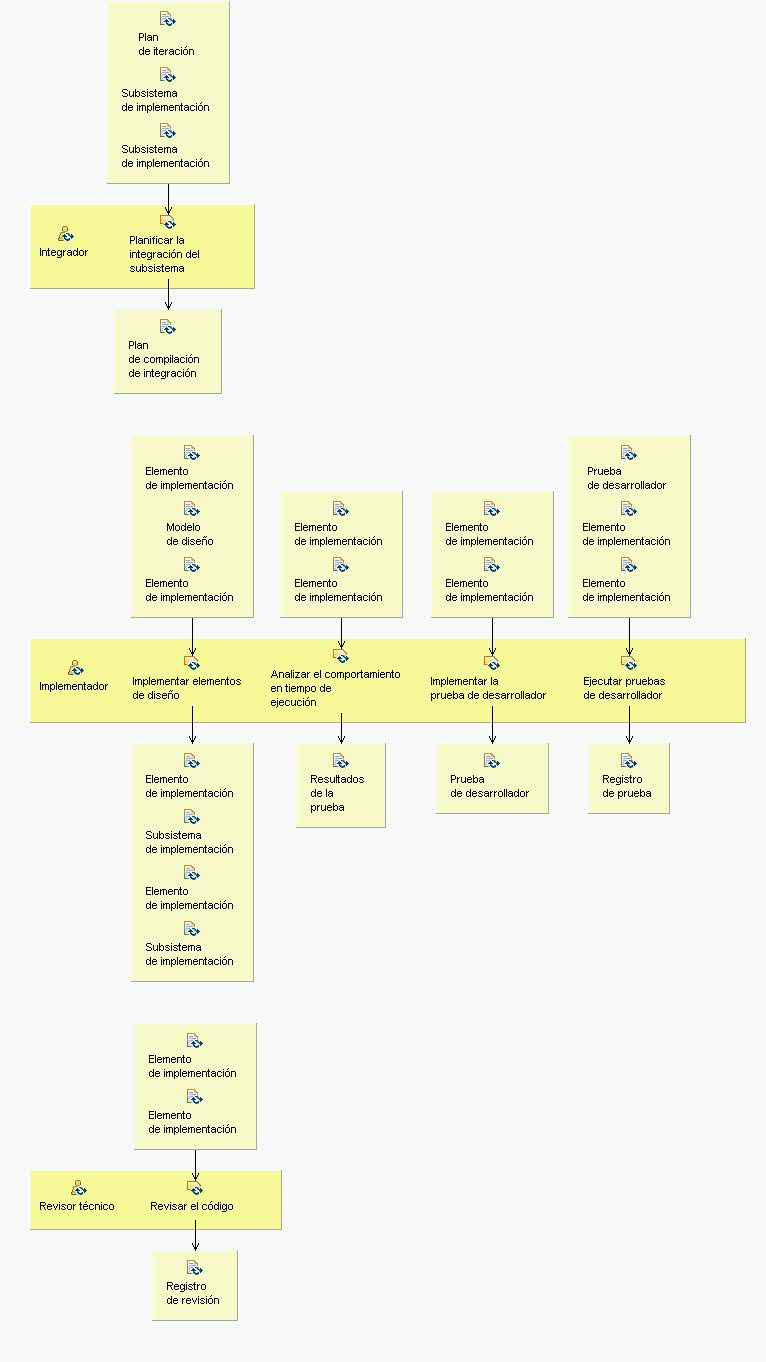 Plan
de iteración
Subsistema
de implementación
Subsistema
de implementación
Integrador
Planificar la
integración del
subsistema
Plan
de compilación
de integración
Elemento
de implementación
Modelo
de diseño
Elemento
de implementación
Elemento
de implementación
Elemento
de implementación
Elemento
de implementación
Elemento
de implementación
Prueba
de desarrollador
Elemento
de implementación
Elemento
de implementación
Implementador
Implementar elementos
de diseño
Analizar el comportamiento
en tiempo de
ejecución
Implementar la
prueba de desarrollador
Ejecutar pruebas
de desarrollador
Elemento
de implementación
Subsistema
de implementación
Elemento
de implementación
Subsistema
de implementación
Resultados
de la
prueba
Prueba
de desarrollador
Registro
de prueba
Elemento
de implementación
Elemento
de implementación
Revisor técnico
Revisar el código
Registro
de revisión